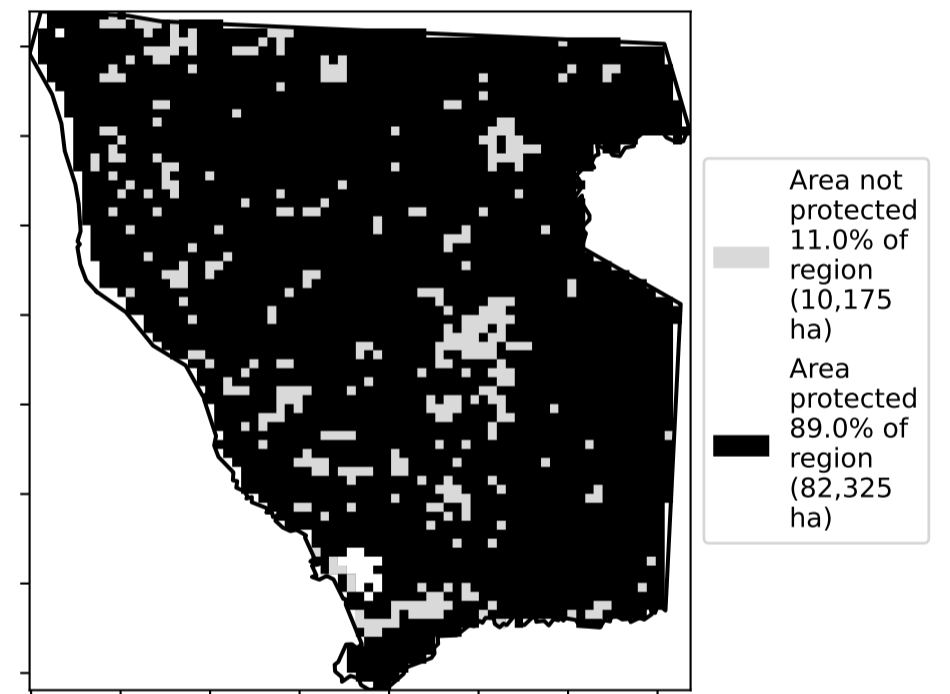 Area not
protected
11.0% of
region
(10,175
ha)
Area
protected
89.0% of
region
(82,325
ha)